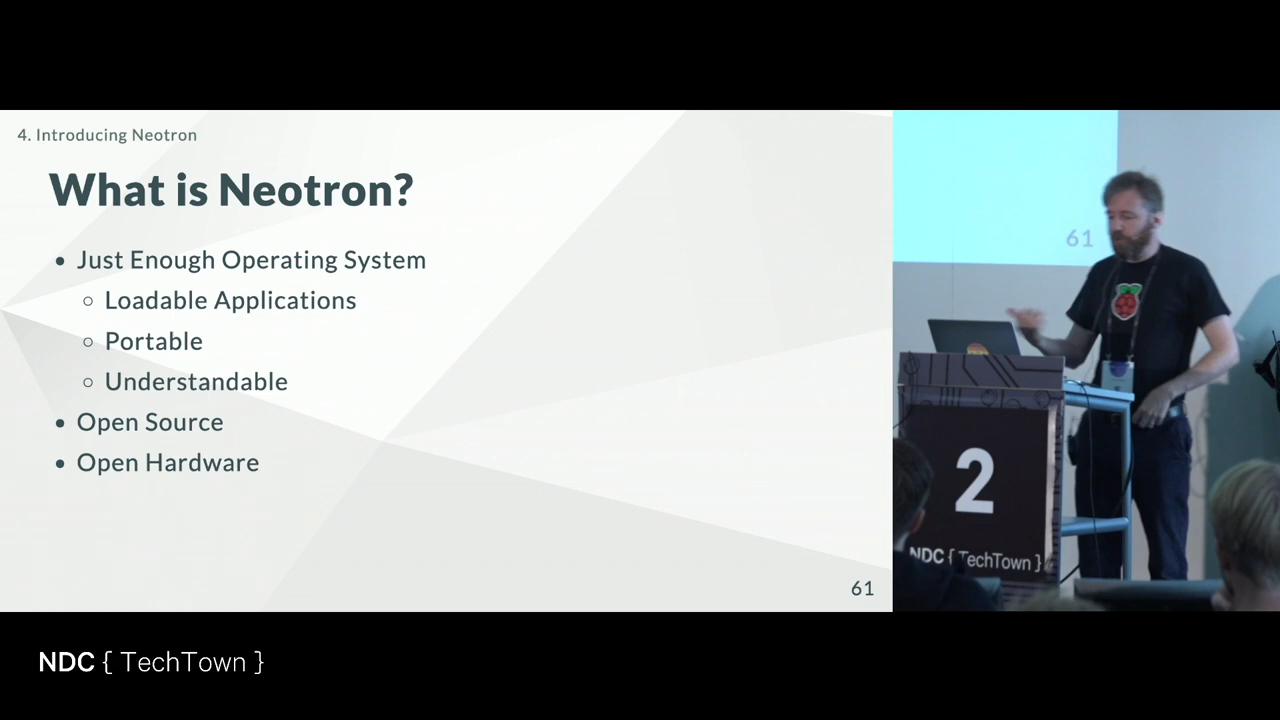 4. Introducing Neotron
What is Neotron?
• Just Enough Operating System
○ Loadable Applications
○ Portable
○ Understandable
• Open Source
• Open Hardware
61
61
2
NDC { TechTown }
NDC { TechTown }